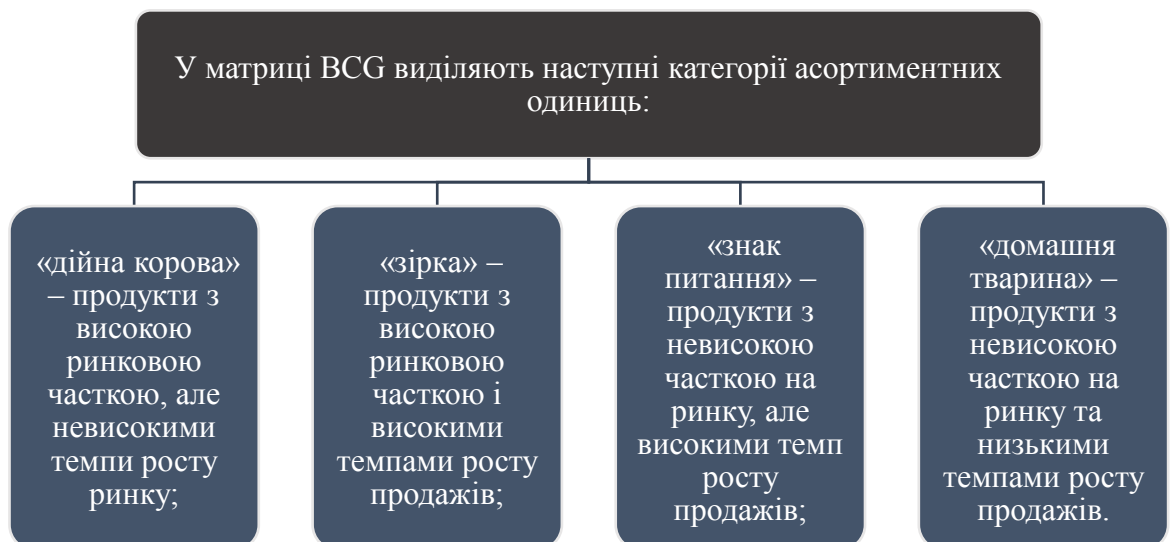 У матриці BCG виділяють наступні категорії асортиментних
одиниць:
«дійна корова»
– продукти з
високою
ринковою
часткою, але
невисокими
темпи росту
ринку;
«зірка» –
продукти з
високою
ринковою
часткою і
високими
темпами росту
продажів;
«знак
питання» –
продукти з
невисокою
часткою на
ринку, але
високими темп
росту
продажів;
«домашня
тварина» –
продукти з
невисокою
часткою на
ринку та
низькими
темпами росту
продажів.